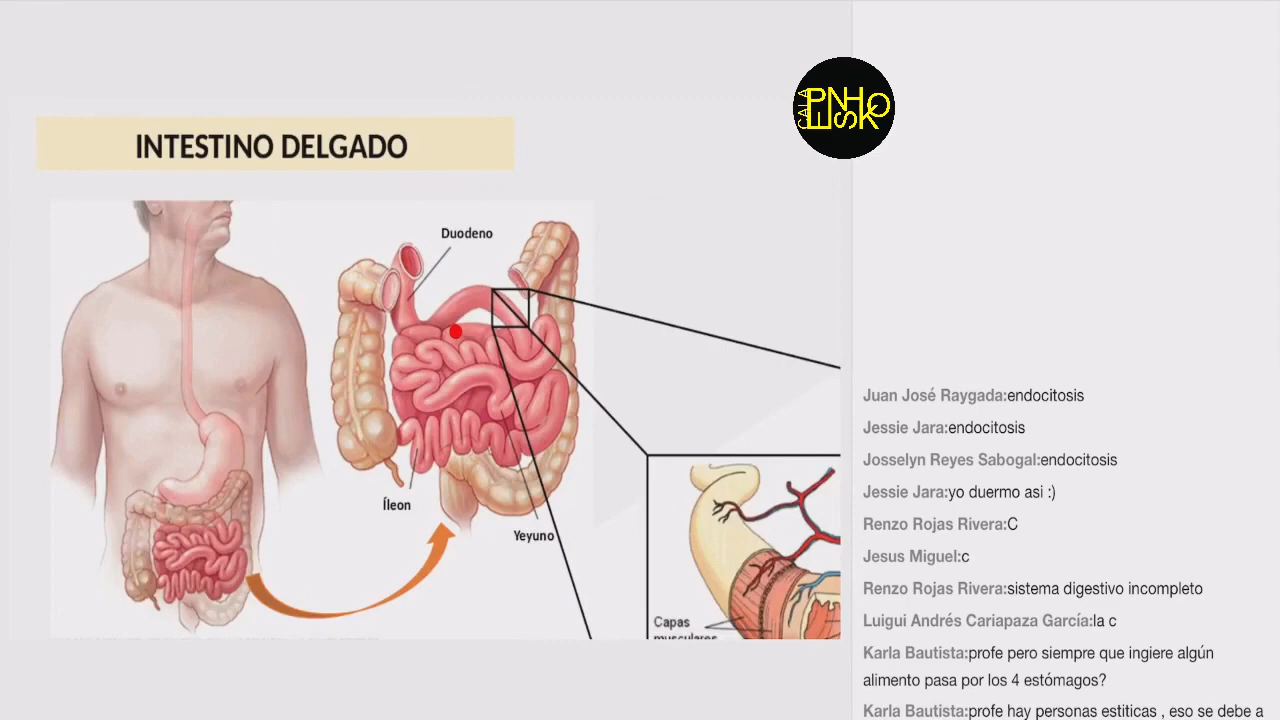 INTESTINO DELGADO
Duodeno
Íleon
Yeyuno
Capas
musculares
Juan José Raygada:endocitosis
Jessie Jara:endocitosis
Josselyn Reyes Sabogal:endocitosis
Jessie Jara:yo duermo asi :)
Renzo Rojas Rivera:C
Jesus Miguel:c
Renzo Rojas Rivera:sistema digestivo incompleto
Luigui Andrés Cariapaza García:la c
Karla Bautista:profe pero siempre que ingiere algún
alimento pasa por los 4 estómagos?
Karla Bautista:profe hay personas estiticas , eso se debe a